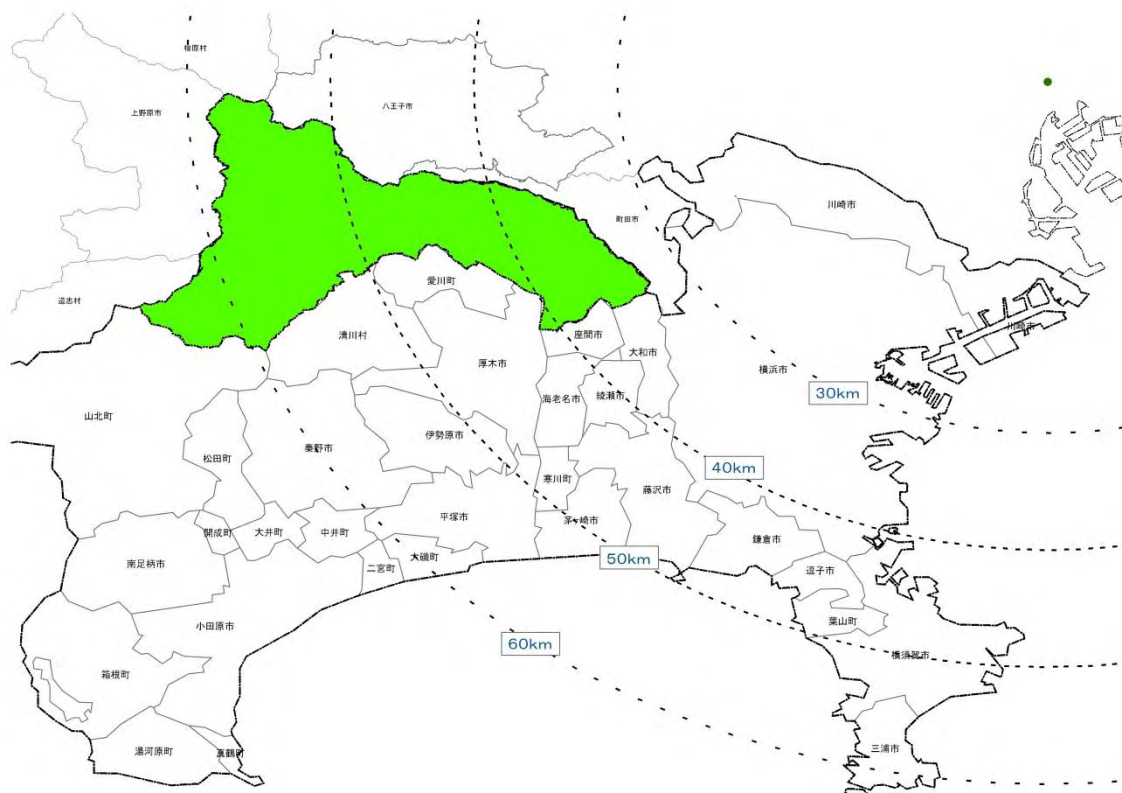 檜原村
上野原市
八王子市
川崎市
町田市
愛川町
道志村
川崎市
清川村
座間市
大和市
厚木市
横浜市
30km
海老名市
綾瀬市
山北町
伊勢原市
秦野市
松田町
40km
寒川町
藤沢市
平塚市
茅ヶ崎市
開成町
大井町
中井町
鎌倉市
南足柄市
二宮町
大磯町
50km
逗子市
小田原市
葉山町
60km
横須賀市
箱根町
湯河原町
真鶴町
三浦市